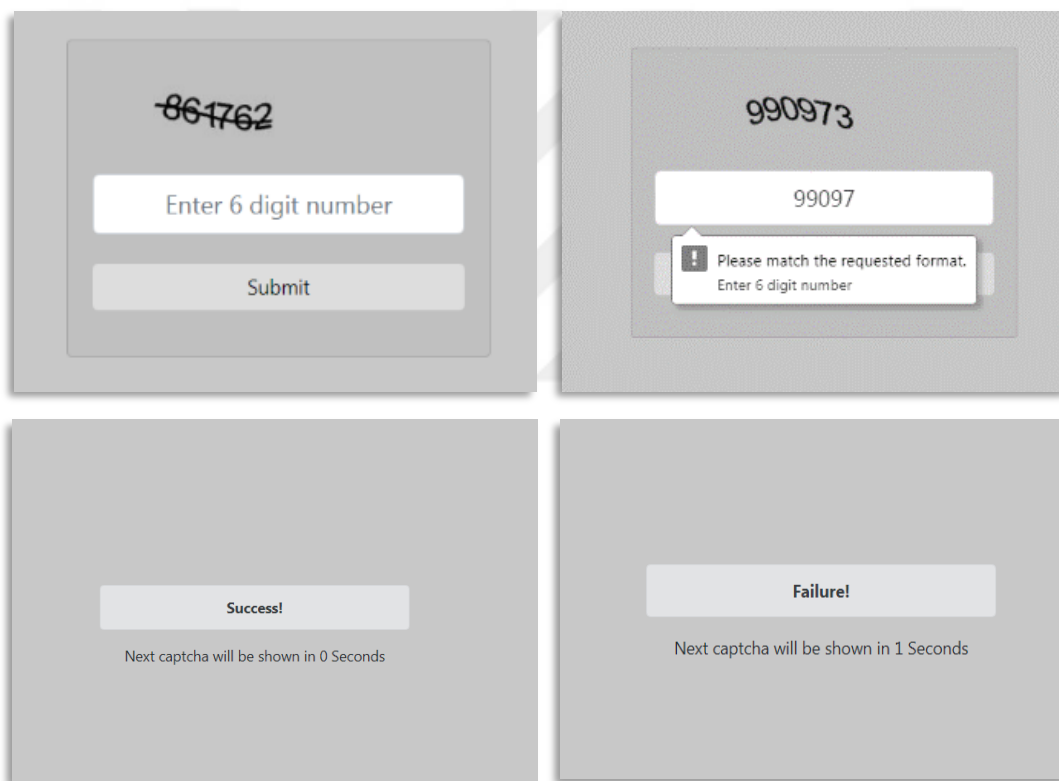 861762
Enter 6 digit number
Submit
990973
99097
Please match the requested format.
Enter 6 digit number
Success!
Next captcha will be shown in 0 Seconds
Failure!
Next captcha will be shown in 1 Seconds